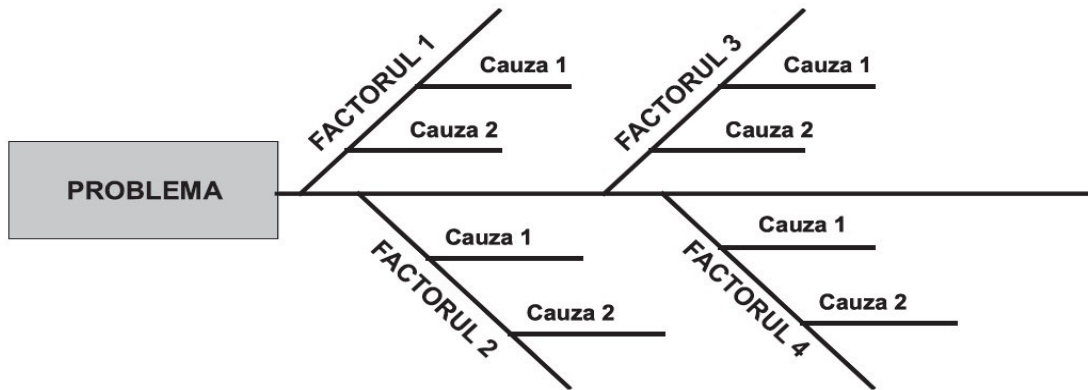 FACTORUL 1
Cauza 1
Cauza 2
FACTORUL 3
Cauza 1
Cauza 2
PROBLEMA
FACTORUL 2
Cauza 1
Cauza 2
FACTORUL 4
Cauza 1
Cauza 2